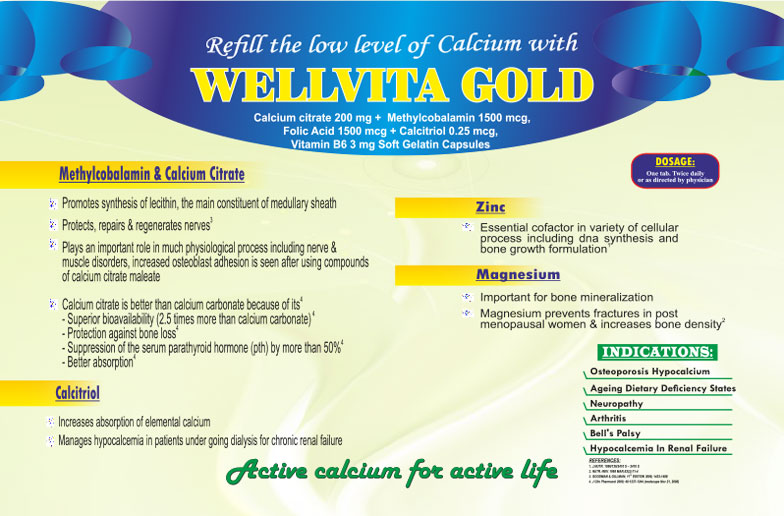 Refill the low level of Calcium with
WELLVITA GOLD
Calcium citrate 200 mg + Methylcobalamin 1500 mcg,
Folic Acid 1500 mcg + Calcitriol 0.25 mcg,
Vitamin B6 3 mg Soft Gelatin Capsules
Methylcobalamin & Calcium Citrate
Promotes synthesis of lecithin, the main constituent of medullary sheath
Protects, repairs & regenerates nerves³
Plays an important role in much physiological process including nerve &
muscle disorders, increased osteoblast adhesion is seen after using compounds
of calcium citrate maleate
Calcium citrate is better than calcium carbonate because of its⁴
- Superior bioavailability (2.5 times more than calcium carbonate)⁴
- Protection against bone loss⁴
- Suppression of the serum parathyroid hormone (pth) by more than 50%⁴
- Better absorption⁴
Calcitriol
Increases absorption of elemental calcium
Manages hypocalcemia in patients under going dialysis for chronic renal failure
DOSAGE:
One tab. Twice daily
or as directed by physician
Zinc
Essential cofactor in variety of cellular
process including dna synthesis and
bone growth formulation¹
Magnesium
Important for bone mineralization
Magnesium prevents fractures in post
menopausal women & increases bone density²
INDICATIONS:
Osteoporosis Hypocalcium
Ageing Dietary Deficiency States
Neuropathy
Arthritis
Bell's Palsy
Hypocalcemia In Renal Failure
REFERENCES:
Active calcium for active life